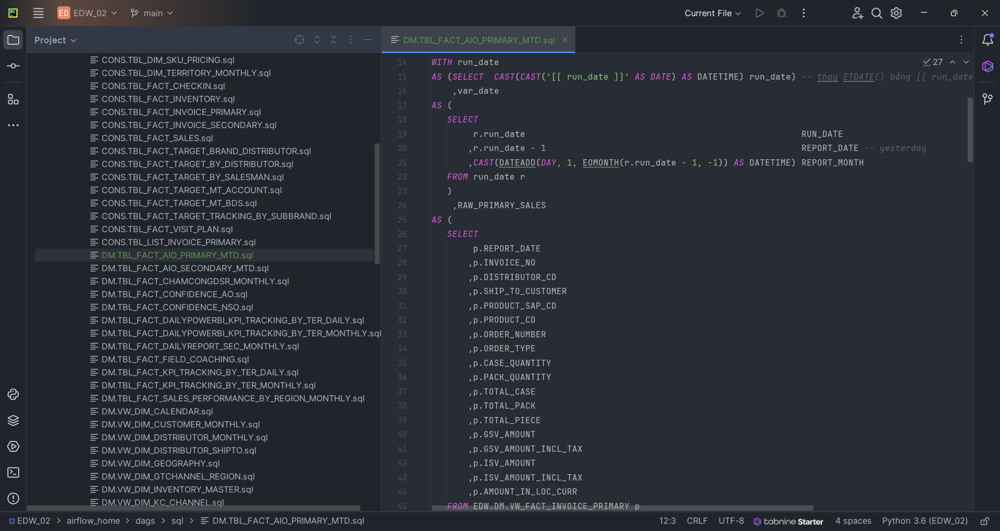 PC
ED EDW_02 main Current File
Project
DM.TBL_FACT_AIO_PRIMARY_MTD.sql
CONS.TBL_DIM_SKU_PRICING.sql
CONS.TBL_DIM_TERRITORY_MONTHLY.sql
CONS.TBL_FACT_CHECKIN.sql
CONS.TBL_FACT_INVENTORY.sql
CONS.TBL_FACT_INVOICE_PRIMARY.sql
CONS.TBL_FACT_INVOICE_SECONDARY.sql
CONS.TBL_FACT_SALES.sql
CONS.TBL_FACT_TARGET_BRAND_DISTRIBUTOR.sql
CONS.TBL_FACT_TARGET_BY_DISTRIBUTOR.sql
CONS.TBL_FACT_TARGET_BY_SALESMAN.sql
CONS.TBL_FACT_TARGET_MT_ACCOUNT.sql
CONS.TBL_FACT_TARGET_MT_BDS.sql
CONS.TBL_FACT_TARGET_TRACKING_BY_SUBBRAND.sql
CONS.TBL_FACT_VISIT_PLAN.sql
CONS.TBL_LIST_INVOICE_PRIMARY.sql
DM.TBL_FACT_AIO_PRIMARY_MTD.sql
DM.TBL_FACT_AIO_SECONDARY_MTD.sql
DM.TBL_FACT_CHAMCONGDSR_MONTHLY.sql
DM.TBL_FACT_CONFIDENCE_AO.sql
DM.TBL_FACT_CONFIDENCE_NSO.sql
DM.TBL_FACT_DAILYPOWERBI_KPI_TRACKING_BY_TER_DAILY.sql
DM.TBL_FACT_DAILYPOWERBI_KPI_TRACKING_BY_TER_MONTHLY.sql
DM.TBL_FACT_DAILYREPORT_SEC_MONTHLY.sql
DM.TBL_FACT_FIELD_COACHING.sql
DM.TBL_FACT_KPI_TRACKING_BY_TER_DAILY.sql
DM.TBL_FACT_KPI_TRACKING_BY_TER_MONTHLY.sql
DM.TBL_FACT_SALES_PERFORMANCE_BY_REGION_MONTHLY.sql
DM.VW_DIM_CALENDAR.sql
DM.VW_DIM_CUSTOMER_MONTHLY.sql
DM.VW_DIM_DISTRIBUTOR_MONTHLY.sql
DM.VW_DIM_DISTRIBUTOR_SHIPTO.sql
DM.VW_DIM_GEOGRAPHY.sql
DM.VW_DIM_GTCHANNEL_REGION.sql
DM.VW_DIM_INVENTORY_MASTER.sql
DM.VW_DIM_KC_CHANNEL.sql
14 WITH run_date 27
15 AS (SELECT  CAST(CAST('[[ run_date ]]' AS DATE) AS DATETIME) run_date) -- thay ETDATE() bằng [[ run_date
16 ,var_date
17 AS (
18 SELECT
19 r.run_date RUN_DATE
20 ,r.run_date - 1 REPORT_DATE -- yesterday
21 ,CAST(DATEADD(DAY, 1, EOMONTH(r.run_date - 1, -1)) AS DATETIME) REPORT_MONTH
22 FROM run_date r
23 )
24 ,RAW_PRIMARY_SALES
25 AS (
26 SELECT
27 p.REPORT_DATE
28 ,p.INVOICE_NO
29 ,p.DISTRIBUTOR_CD
30 ,p.SHIP_TO_CUSTOMER
31 ,p.PRODUCT_SAP_CD
32 ,p.PRODUCT_CD
33 ,p.ORDER_NUMBER
34 ,p.ORDER_TYPE
35 ,p.CASE_QUANTITY
36 ,p.PACK_QUANTITY
37 ,p.TOTAL_CASE
38 ,p.TOTAL_PACK
39 ,p.TOTAL_PIECE
40 ,p.GSV_AMOUNT
41 ,p.GSV_AMOUNT_INCL_TAX
42 ,p.ISV_AMOUNT
43 ,p.ISV_AMOUNT_INCL_TAX
44 ,p.AMOUNT_IN_LOC_CURR
45 FROM EDW.DM.VW_FACT_INVOICE_PRIMARY p
EDW_02 > airflow_home > dags > sql > DM.TBL_FACT_AIO_PRIMARY_MTD.sql 12:3 CRLF UTF-8 tabnine Starter 4 spaces Python 3.6 (EDW_02)